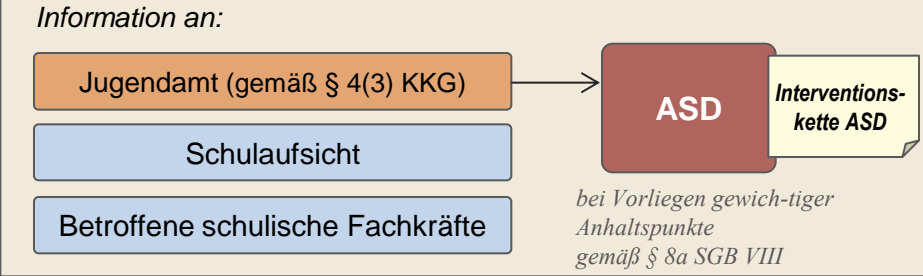 Information an:
Jugendamt (gemäß § 4(3) KKG)
Schulaufsicht
Betroffene schulische Fachkräfte
ASD
Interventions-
kette ASD
bei Vorliegen gewich-tiger
Anhaltspunkte
gemäß § 8a SGB VIII